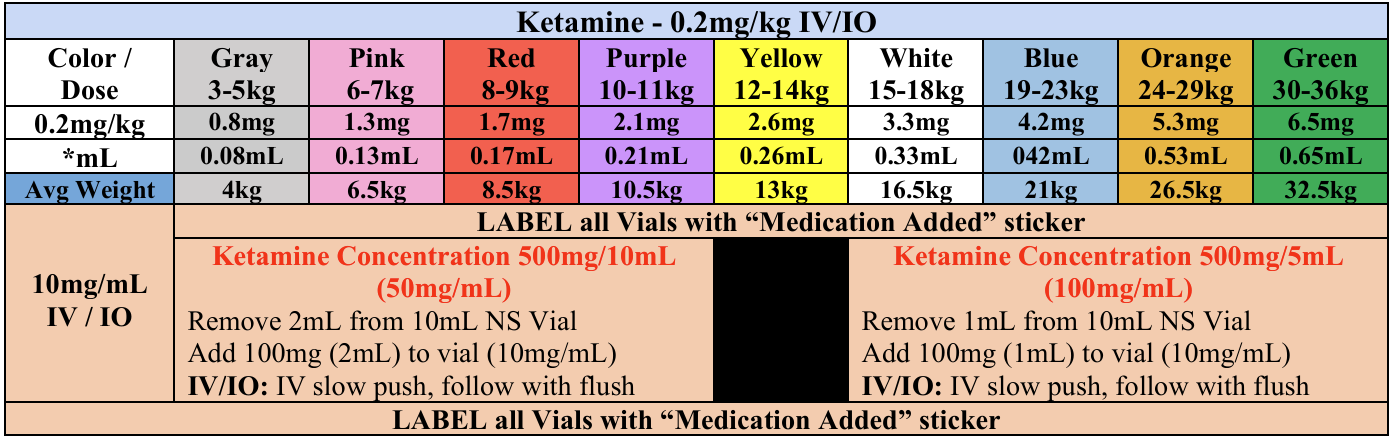 Ketamine - 0.2mg/kg IV/IO
Color / Dose Gray 3-5kg Pink 6-7kg Red 8-9kg Purple 10-11kg Yellow 12-14kg White 15-18kg Blue 19-23kg Orange 24-29kg Green 30-36kg
0.2mg/kg 0.8mg 1.3mg 1.7mg 2.1mg 2.6mg 3.3mg 4.2mg 5.3mg 6.5mg
*mL 0.08mL 0.13mL 0.17mL 0.21mL 0.26mL 0.33mL 042mL 0.53mL 0.65mL
Avg Weight 4kg 6.5kg 8.5kg 10.5kg 13kg 16.5kg 21kg 26.5kg 32.5kg
LABEL all Vials with “Medication Added” sticker
10mg/mL
IV / IO
Ketamine Concentration 500mg/10mL
(50mg/mL)
Remove 2mL from 10mL NS Vial
Add 100mg (2mL) to vial (10mg/mL)
IV/IO: IV slow push, follow with flush
Ketamine Concentration 500mg/5mL
(100mg/mL)
Remove 1mL from 10mL NS Vial
Add 100mg (1mL) to vial (10mg/mL)
IV/IO: IV slow push, follow with flush
LABEL all Vials with “Medication Added” sticker